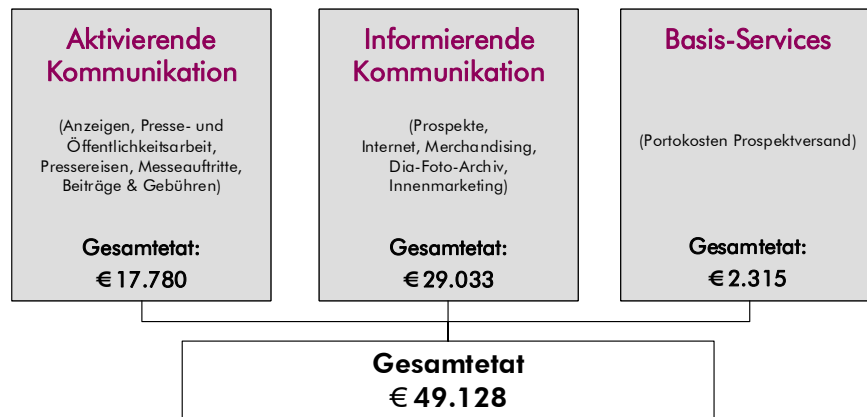 Aktivierende
Kommunikation
(Anzeigen, Presse- und
Öffentlichkeitsarbeit,
Pressereisen, Messeauftritte,
Beiträge & Gebühren)
Gesamtetat:
€ 17.780
Informierende
Kommunikation
(Prospekte,
Internet, Merchandising,
Dia-Foto-Archiv,
Innenmarketing)
Gesamtetat:
€ 29.033
Basis-Services
(Portokosten Prospektversand)
Gesamtetat:
€ 2.315
Gesamtetat
€ 49.128